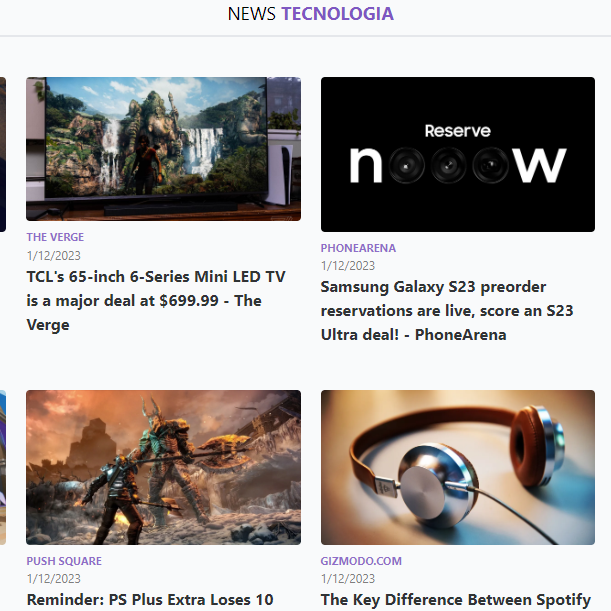 NEWS TECNOLOGIA
THE VERGE
1/12/2023
TCL's 65-inch 6-Series Mini LED TV
is a major deal at $699.99 - The
Verge
Reserve
nooow
PHONEARENA
1/12/2023
Samsung Galaxy S23 preorder
reservations are live, score an S23
Ultra deal! - PhoneArena
PUSH SQUARE
1/12/2023
Reminder: PS Plus Extra Loses 10
GIZMODO.COM
1/12/2023
The Key Difference Between Spotify